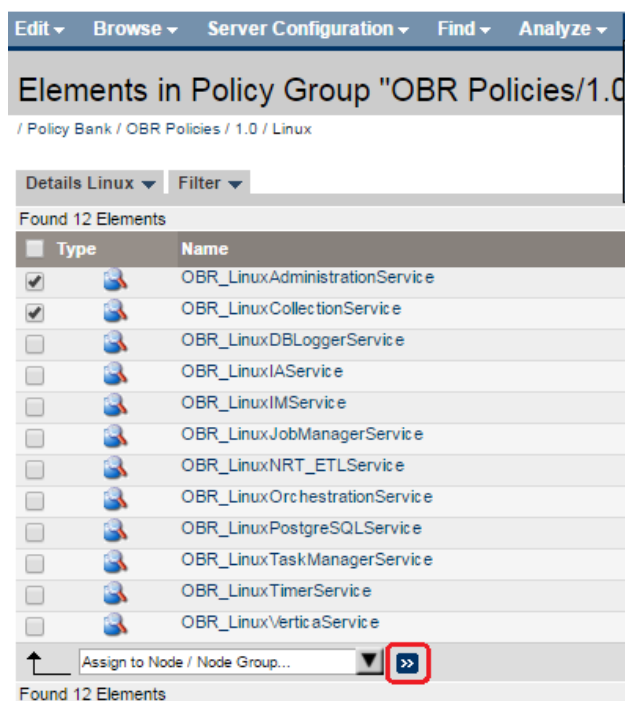 Edit Browse Server Configuration Find Analyze
Elements in Policy Group "OBR Policies/1.0
/ Policy Bank / OBR Policies / 1.0 / Linux
Details Linux Filter
Found 12 Elements
Type Name
OBR_LinuxAdministrationService
OBR_LinuxCollectionService
OBR_LinuxDBLoggerService
OBR_LinuxIAService
OBR_LinuxIMService
OBR_LinuxJobManagerService
OBR_LinuxNRT_ETLService
OBR_LinuxOrchestrationService
OBR_LinuxPostgreSQLService
OBR_LinuxTaskManagerService
OBR_LinuxTimerService
OBR_LinuxVerticaService
Assign to Node / Node Group...
Found 12 Elements